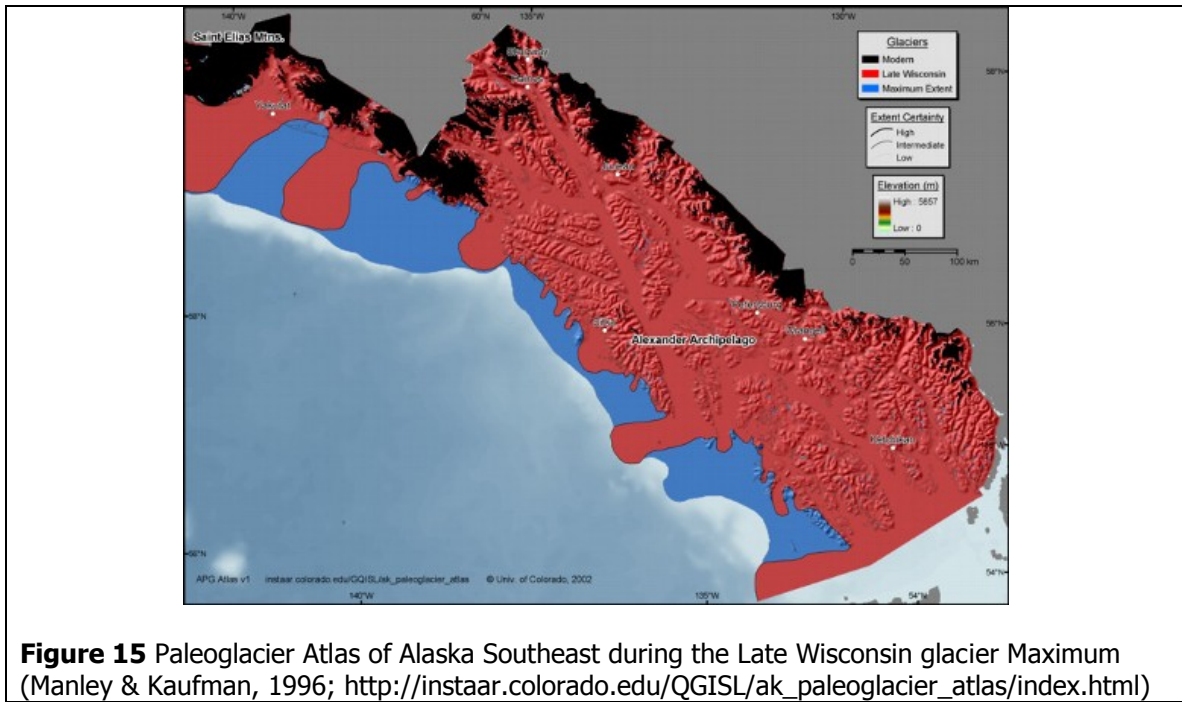 140°W 60°N 135°W 130°W
Saint Elias Mtns.
Skagway
Haines
Yakutat
Juneau
58°N
Glaciers
Modern
Late Wisconsin
Maximum Extent
Extent Certainty
High
Intermediate
Low
Elevation (m)
High : 5857
Low : 0
0 50 100 km
58°N
Sitka
Petersburg
Wrangell
56°N
Alexander Archipelago
Ketchikan
56°N
54°N
APG Atlas v1 instaar.colorado.edu/QGISL/ak_paleoglacier_atlas © Univ. of Colorado, 2002
140°W 135°W 54°N
Figure 15 Paleoglacier Atlas of Alaska Southeast during the Late Wisconsin glacier Maximum
(Manley & Kaufman, 1996; http://instaar.colorado.edu/QGISL/ak_paleoglacier_atlas/index.html)